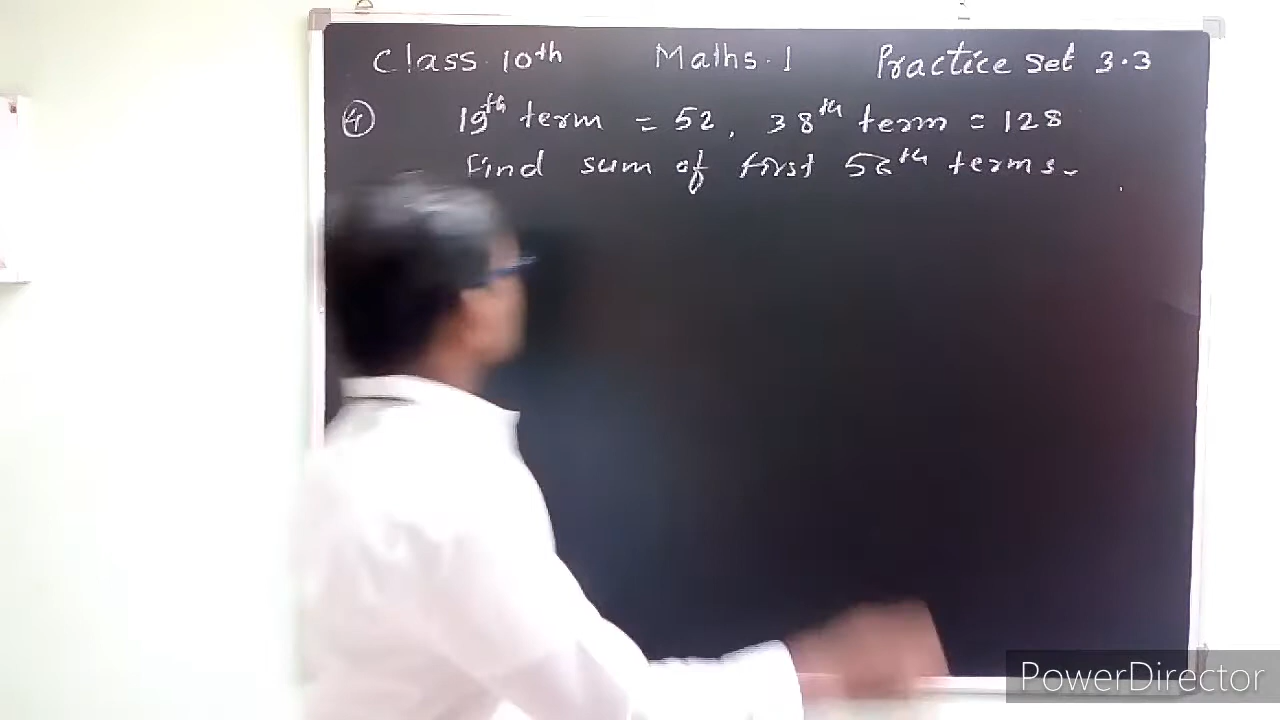 Class 10th Maths.1 Practice Set 3.3
④ 19th term = 52, 38th term = 128
Find sum of first 56th terms.
PowerDirector